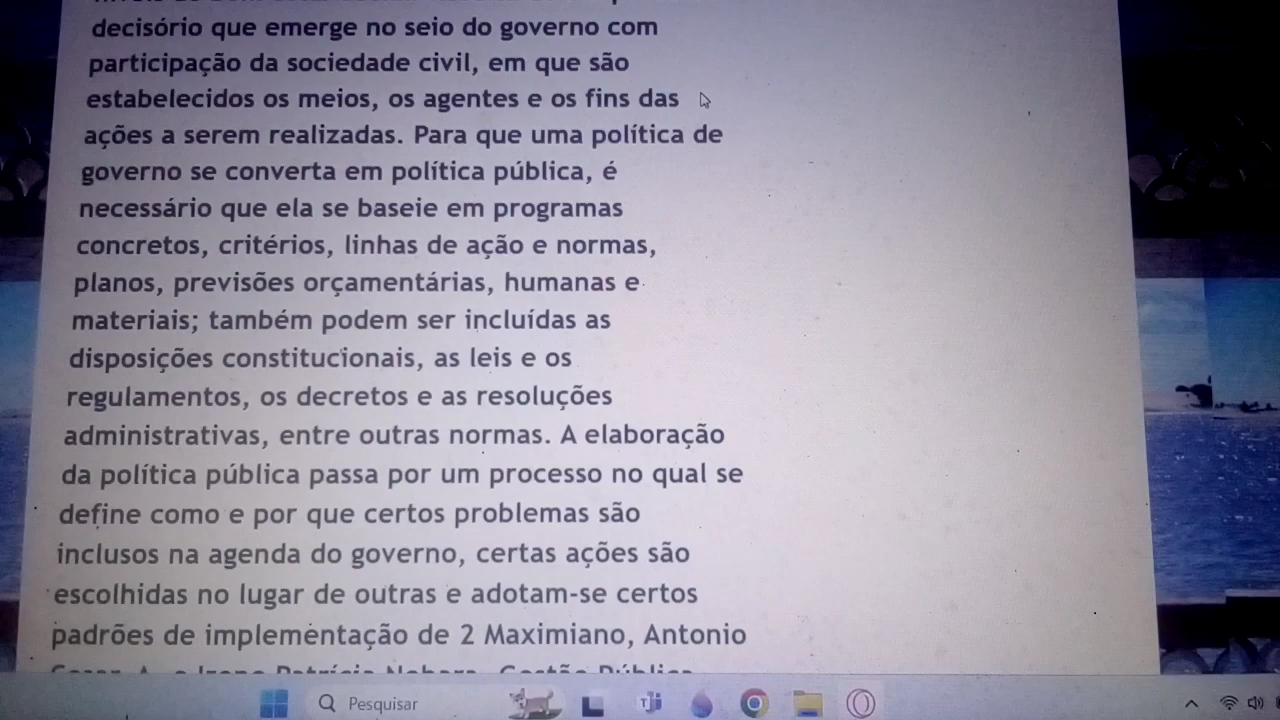 decisório que emerge no seio do governo com
participação da sociedade civil, em que são
estabelecidos os meios, os agentes e os fins das
ações a serem realizadas. Para que uma política de
governo se converta em política pública, é
necessário que ela se baseie em programas
concretos, critérios, linhas de ação e normas,
planos, previsões orçamentárias, humanas e
materiais; também podem ser incluídas as
disposições constitucionais, as leis e os
regulamentos, os decretos e as resoluções
administrativas, entre outras normas. A elaboração
da política pública passa por um processo no qual se
define como e por que certos problemas são
inclusos na agenda do governo, certas ações são
escolhidas no lugar de outras e adotam-se certos
padrões de implementação de 2 Maximiano, Antonio
Pesquisar